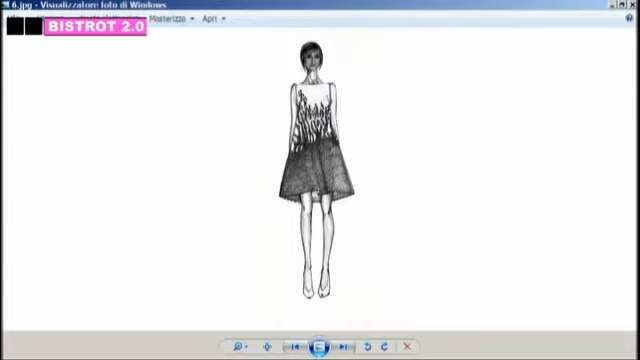 6.jpg - Visualizzatore foto di Windows
Masterizza
Apri
BISTROT 2.0